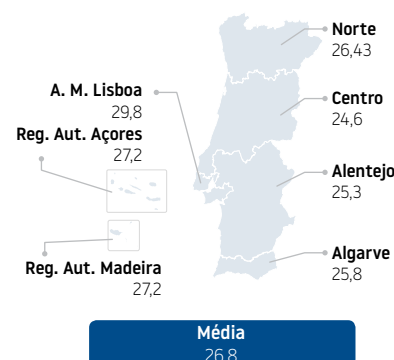 Norte
26,43
A. M. Lisboa
29,8
Centro
24,6
Reg. Aut. Açores
27,2
Alentejo
25,3
Algarve
25,8
Reg. Aut. Madeira
27,2
Média
26,8